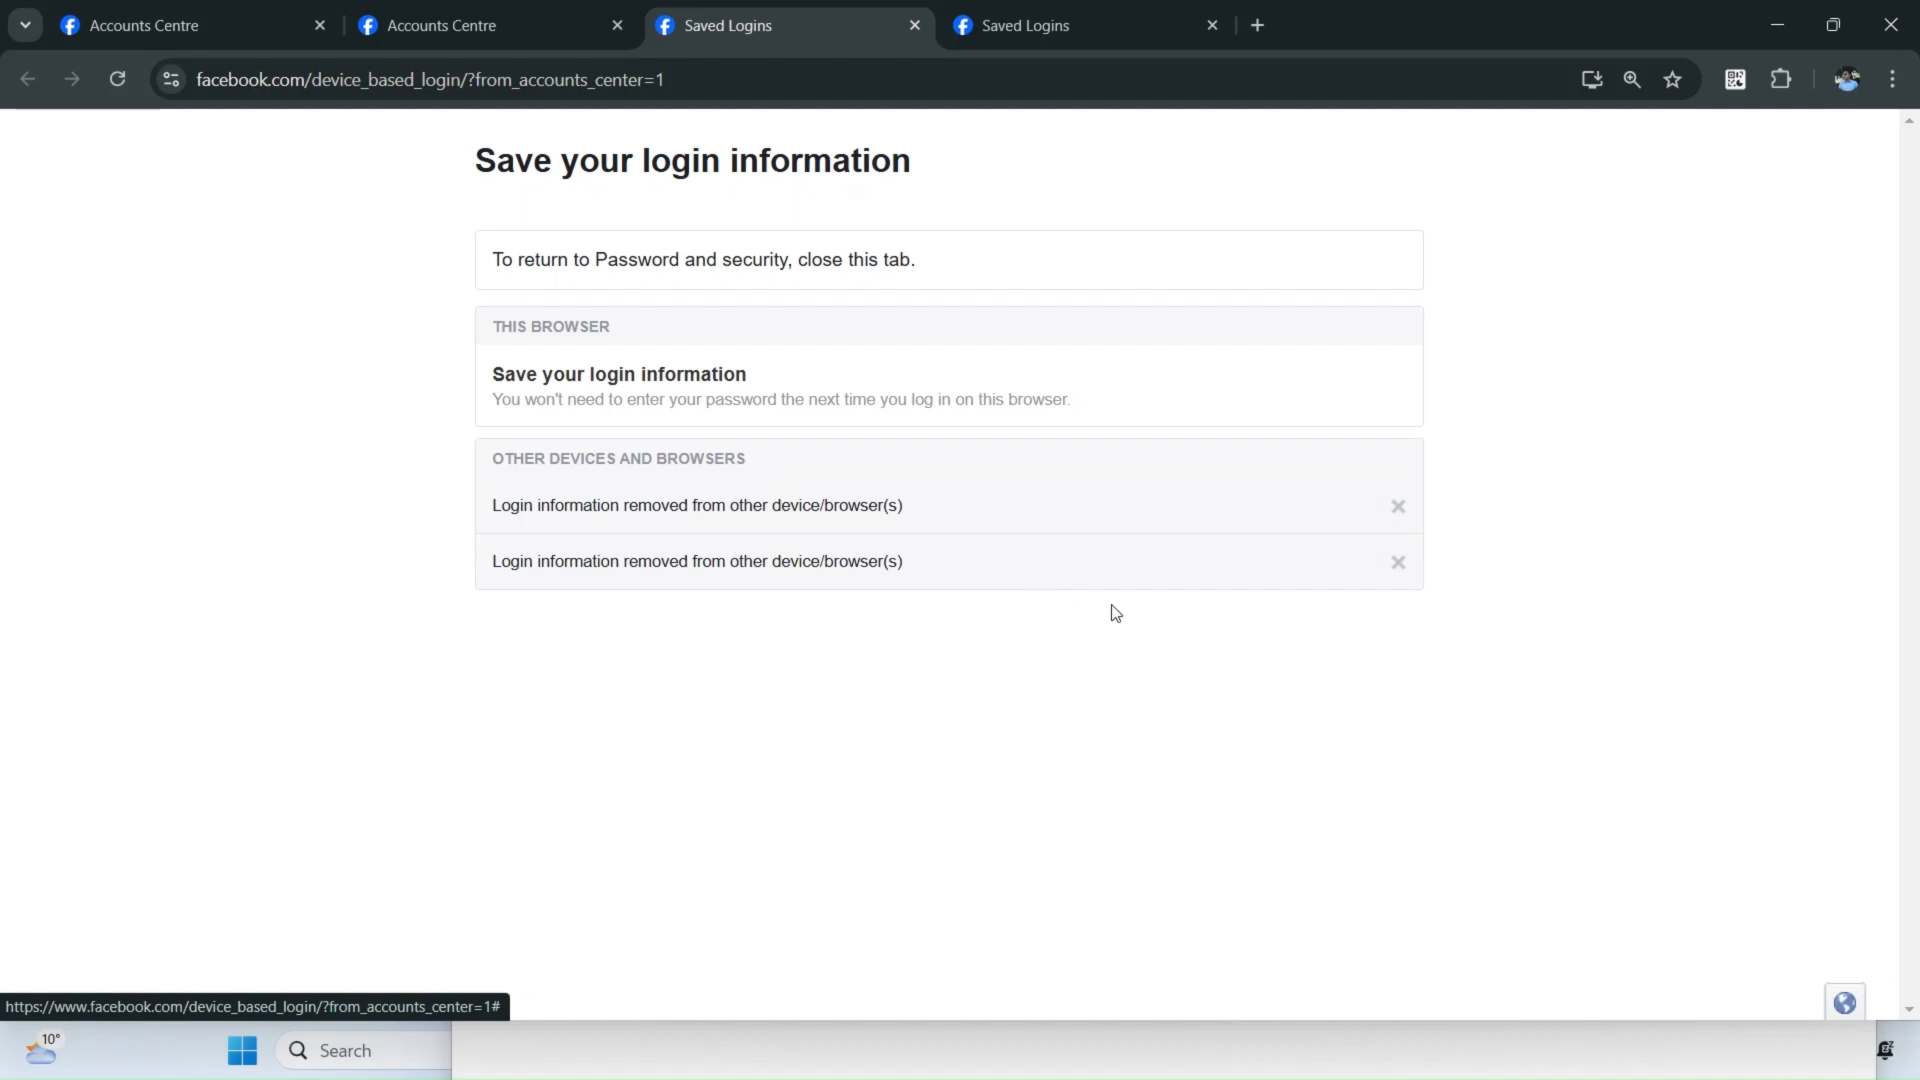 Accounts Centre
Accounts Centre
Saved Logins
Saved Logins
facebook.com/device_based_login/?from_accounts_center=1
Save your login information
To return to Password and security, close this tab.
THIS BROWSER
Save your login information
You won't need to enter your password the next time you log in on this browser.
OTHER DEVICES AND BROWSERS
Login information removed from other device/browser(s)
Login information removed from other device/browser(s)
https://www.facebook.com/device_based_login/?from_accounts_center=1#
10°
Search